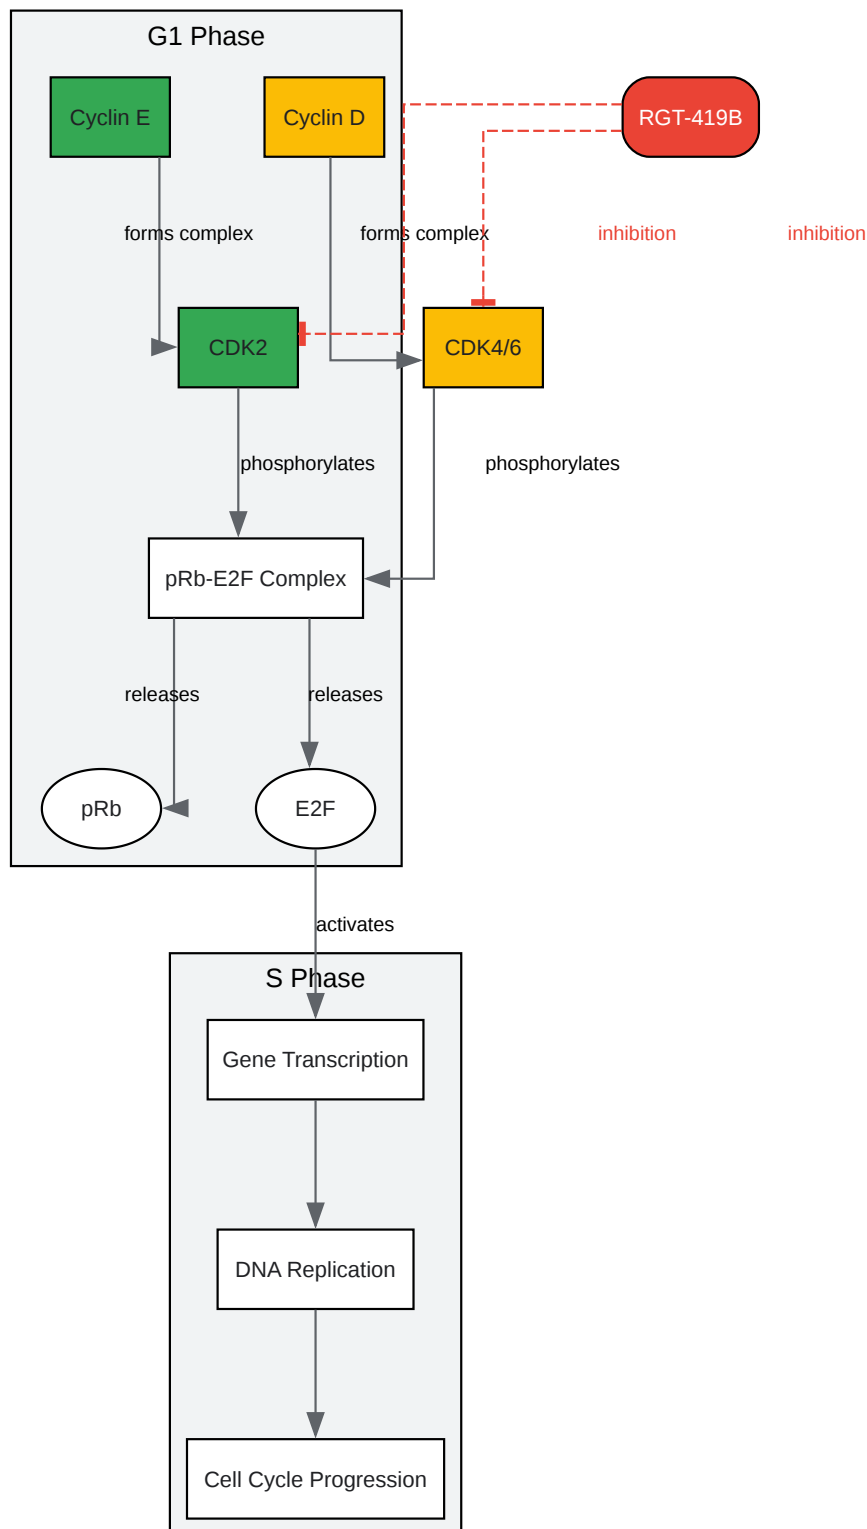 G1 Phase
Cyclin E
Cyclin D
RGT-419B
forms complex
forms complex
inhibition
inhibition
CDK2
CDK4/6
phosphorylates
phosphorylates
pRb-E2F Complex
releases
releases
pRb
E2F
activates
S Phase
Gene Transcription
DNA Replication
Cell Cycle Progression